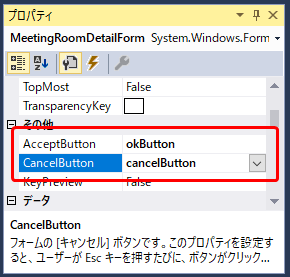 プロパティ
MeetingRoomDetailForm System.Windows.Form
TopMost False
TransparencyKey
その他
AcceptButton okButton
CancelButton cancelButton
KeyPreview False
データ
CancelButton
フォームの [キャンセル] ボタンです。このプロパティを設定す
ると、ユーザーが Esc キーを押すたびに、ボタンがクリック...